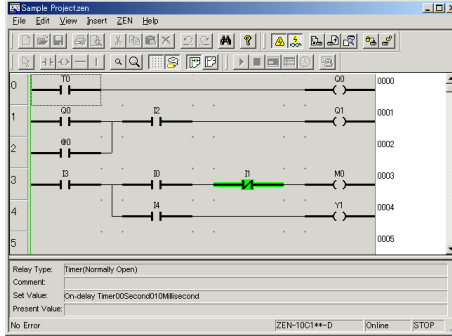 Sample Project.zen
File Edit View Insert ZEN Help
0 T0 Q0 0000
1 Q0 I2 Q1 0001
2 @0 0002
3 I3 I0 I1 M0 0003
4 I4 Y1 0004
5 0005
Relay Type: Timer(Normally Open)
Comment:
Set Value: On-delay Timer00Second010Millisecond
Present Value:
No Error ZEN-10C1**-D Online STOP